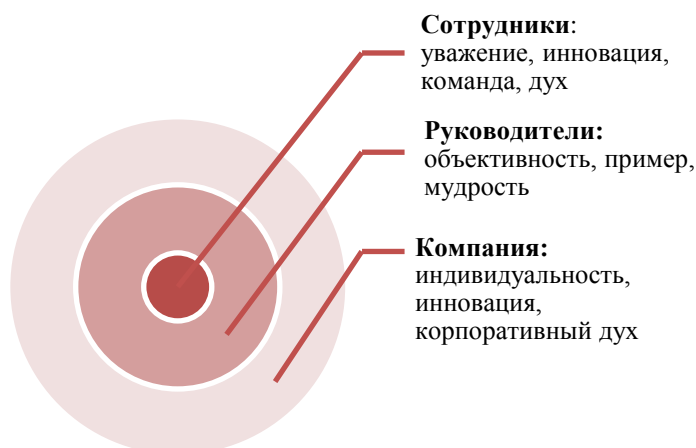 Сотрудники:
уважение, инновация,
команда, дух
Руководители:
объективность, пример,
мудрость
Компания:
индивидуальность,
инновация,
корпоративный дух